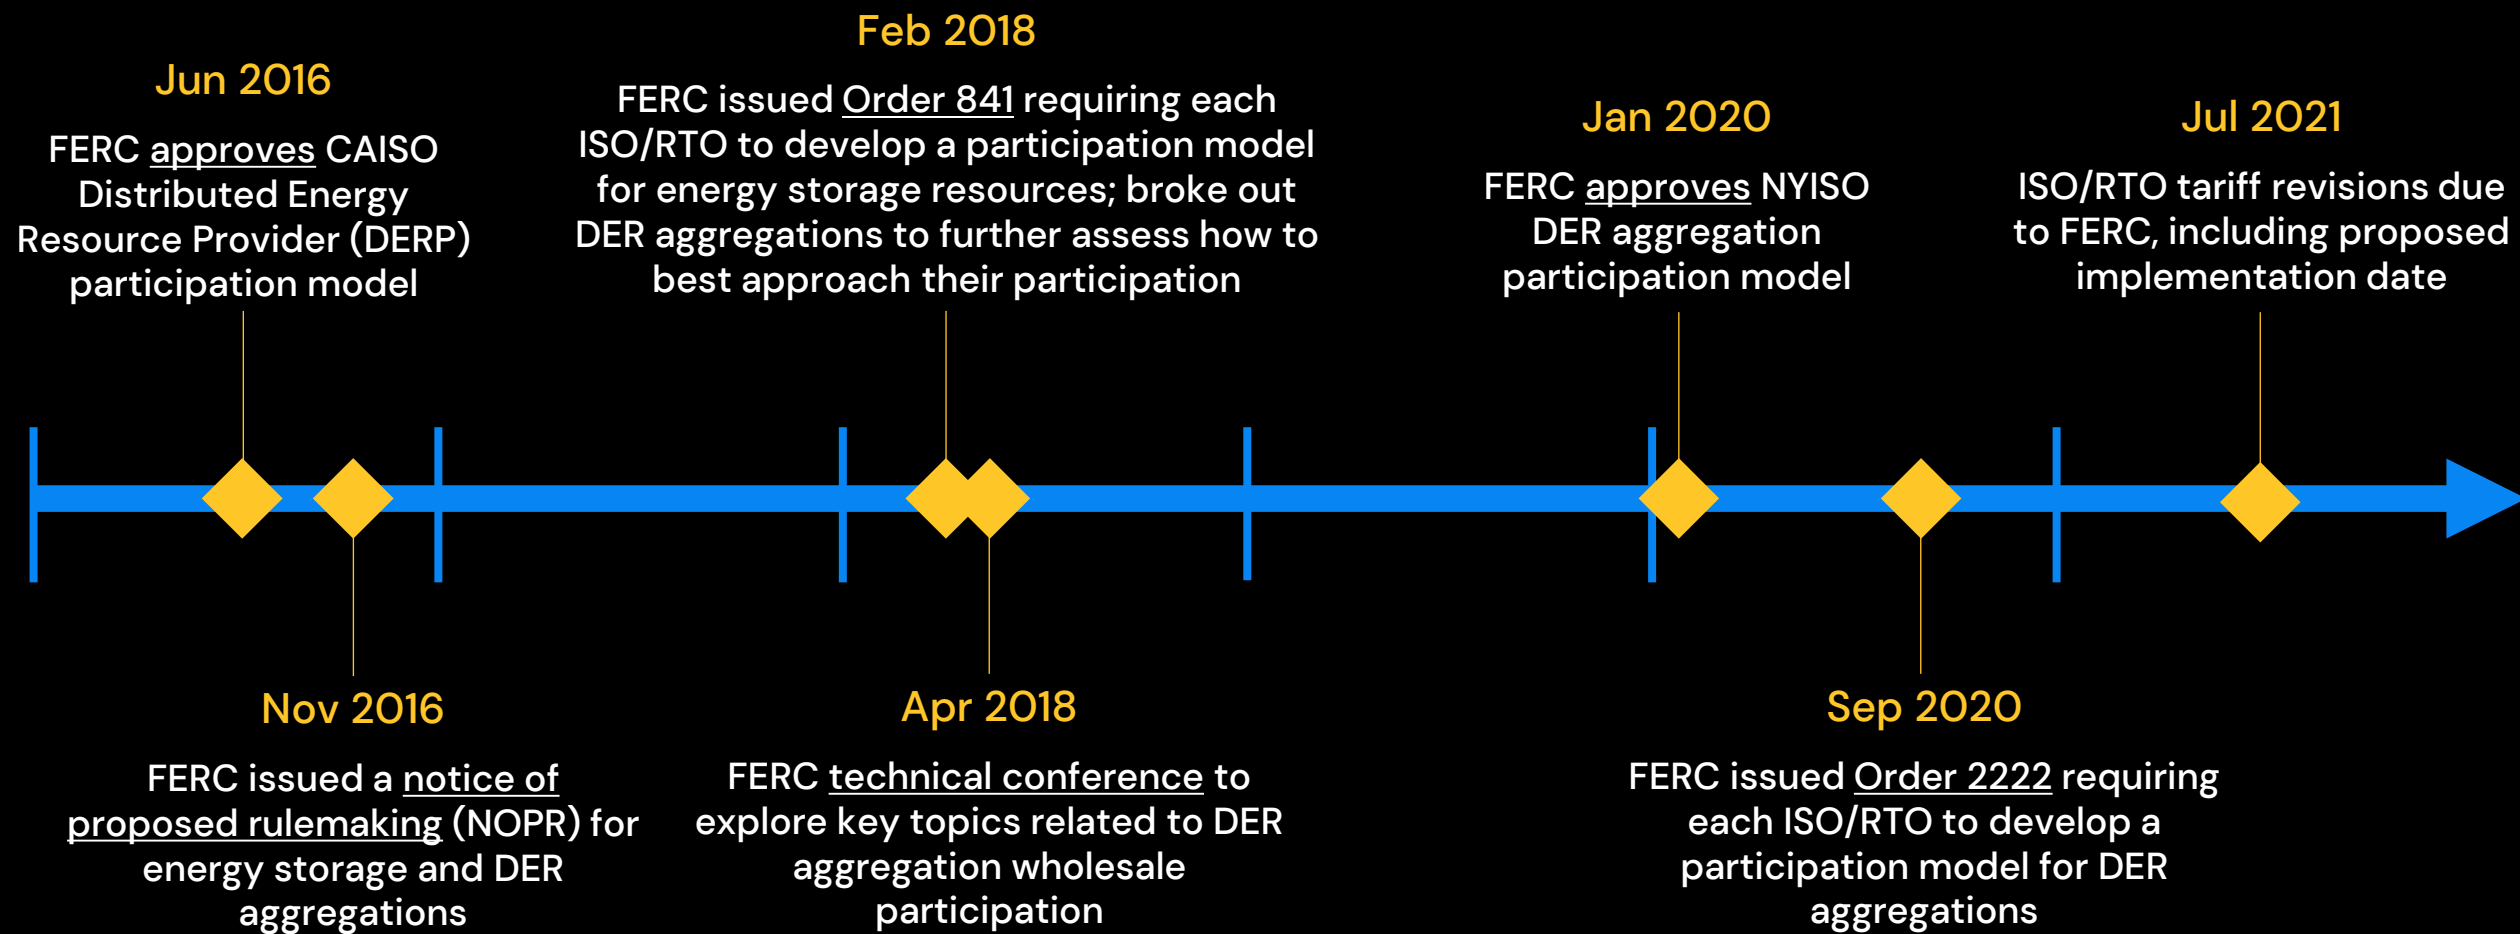 Jun 2016
FERC approves CAISO
Distributed Energy
Resource Provider (DERP)
participation model
Feb 2018
FERC issued Order 841 requiring each
ISO/RTO to develop a participation model
for energy storage resources; broke out
DER aggregations to further assess how to
best approach their participation
Jan 2020
FERC approves NYISO
DER aggregation
participation model
Jul 2021
ISO/RTO tariff revisions due
to FERC, including proposed
implementation date
Nov 2016
FERC issued a notice of
proposed rulemaking (NOPR) for
energy storage and DER
aggregations
Apr 2018
FERC technical conference to
explore key topics related to DER
aggregation wholesale
participation
Sep 2020
FERC issued Order 2222 requiring
each ISO/RTO to develop a
participation model for DER
aggregations